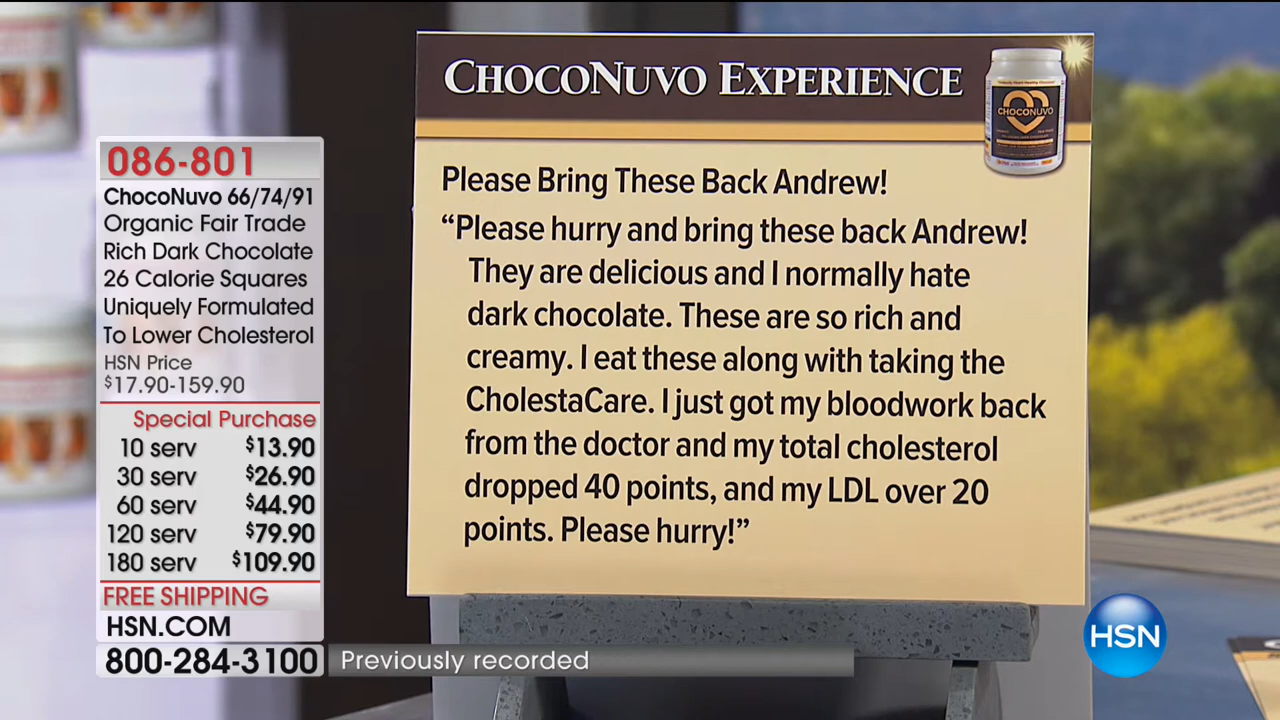 CHOCONUVO EXPERIENCE
CHOCONUVO
Please Bring These Back Andrew!
“Please hurry and bring these back Andrew!
They are delicious and I normally hate
dark chocolate. These are so rich and
creamy. I eat these along with taking the
CholestaCare. I just got my bloodwork back
from the doctor and my total cholesterol
dropped 40 points, and my LDL over 20
points. Please hurry!”
086-801
ChocoNuvo 66/74/91
Organic Fair Trade
Rich Dark Chocolate
26 Calorie Squares
Uniquely Formulated
To Lower Cholesterol
HSN Price
$17.90-159.90
Special Purchase
10 serv $13.90
30 serv $26.90
60 serv $44.90
120 serv $79.90
180 serv $109.90
FREE SHIPPING
HSN.COM
800-284-3100
Previously recorded
HSN